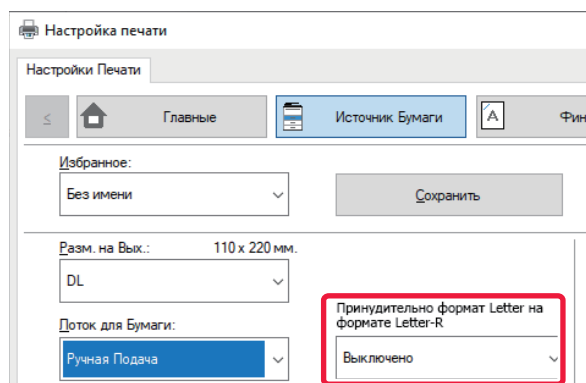 Настройка печати
Настройки Печати
≤ Главные Источник Бумаги A Фин
Избранное:
Без имени Сохранить
Разм. на Вых.: 110 x 220 мм.
DL
Лоток для Бумаги:
Ручная Подача
Принудительно формат Letter на
формате Letter-R
Выключено